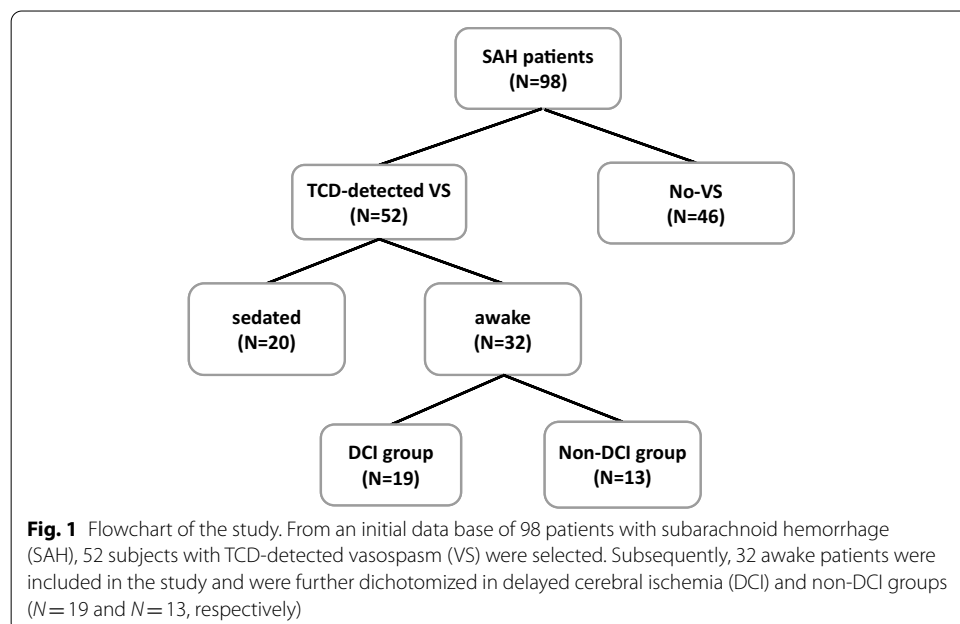 SAH patients
(N=98)
TCD-detected VS
(N=52)
No-VS
(N=46)
sedated
(N=20)
awake
(N=32)
DCI group
(N=19)
Non-DCI group
(N=13)
Fig. 1 Flowchart of the study. From an initial data base of 98 patients with subarachnoid hemorrhage
(SAH), 52 subjects with TCD-detected vasospasm (VS) were selected. Subsequently, 32 awake patients were
included in the study and were further dichotomized in delayed cerebral ischemia (DCI) and non-DCI groups
(N = 19 and N = 13, respectively)